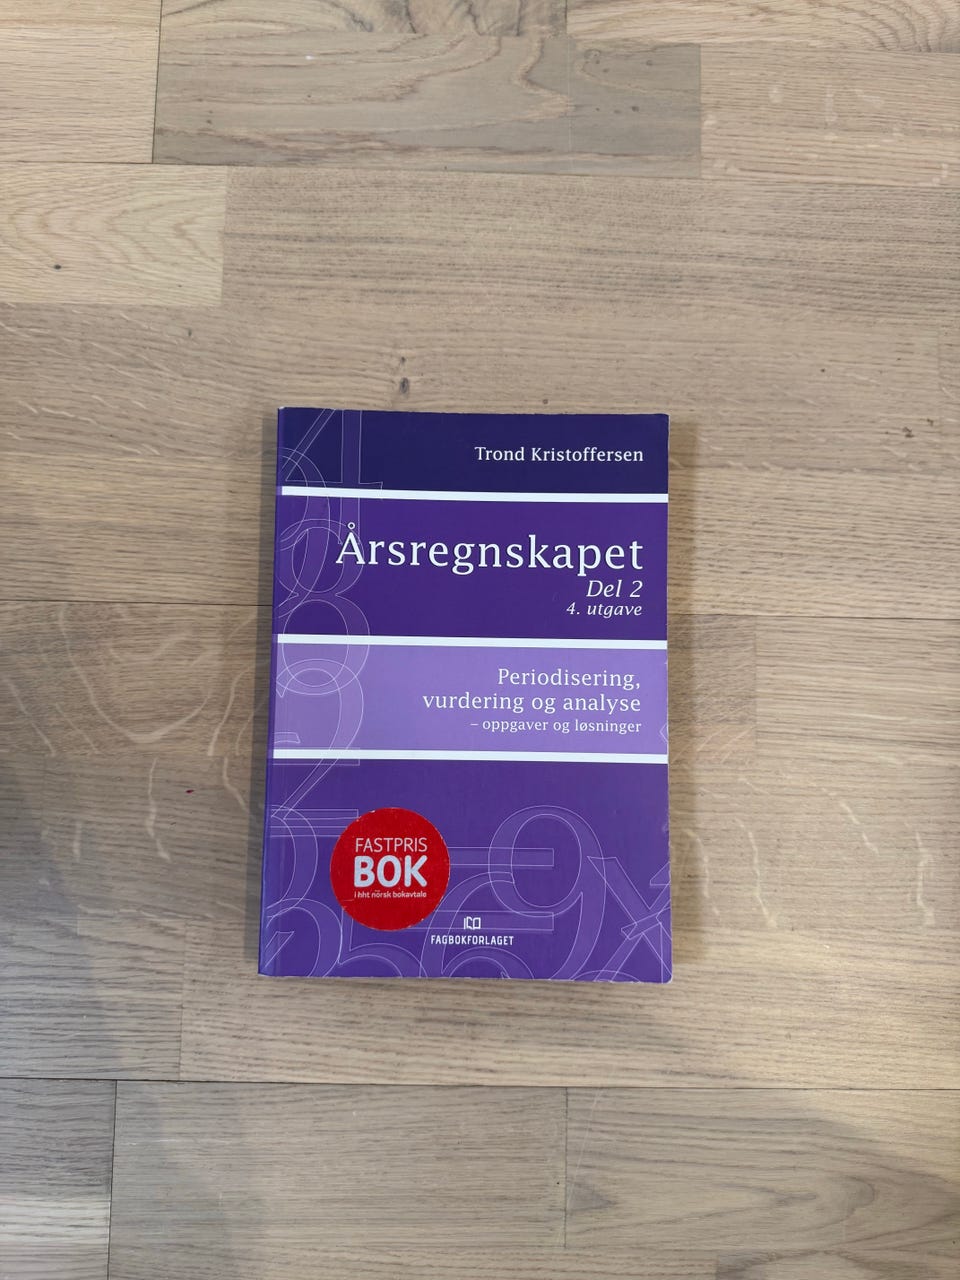 Trond Kristoffersen
Årsregnskapet
Del 2
4. utgave
Periodisering,
vurdering og analyse
– oppgaver og løsninger
FASTPRIS
BOK
i hht norsk bokavtale
FAGBOKFORLAGET